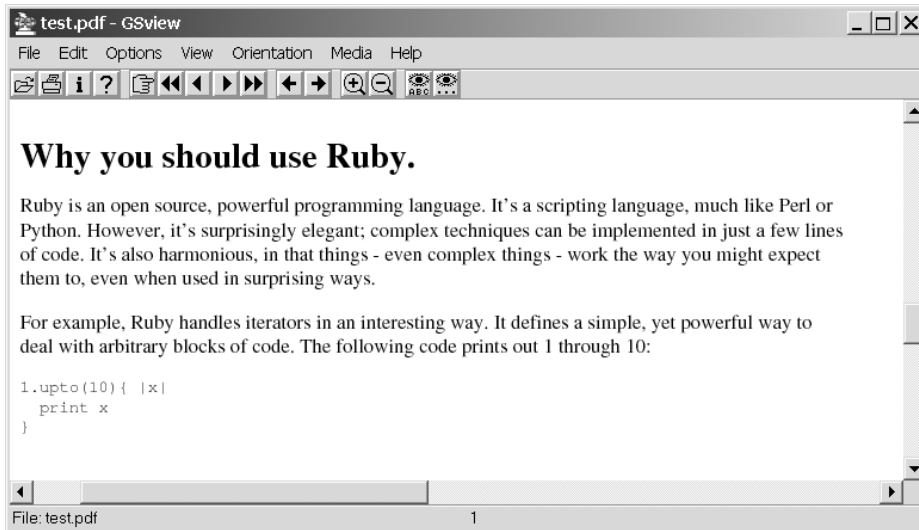 test.pdf - GSview
File Edit Options View Orientation Media Help
i ? ABC
Why you should use Ruby.
Ruby is an open source, powerful programming language. It's a scripting language, much like Perl or
Python. However, it's surprisingly elegant; complex techniques can be implemented in just a few lines
of code. It's also harmonious, in that things - even complex things - work the way you might expect
them to, even when used in surprising ways.
For example, Ruby handles iterators in an interesting way. It defines a simple, yet powerful way to
deal with arbitrary blocks of code. The following code prints out 1 through 10:
1.upto(10){ |x|
  print x
}
File: test.pdf 1